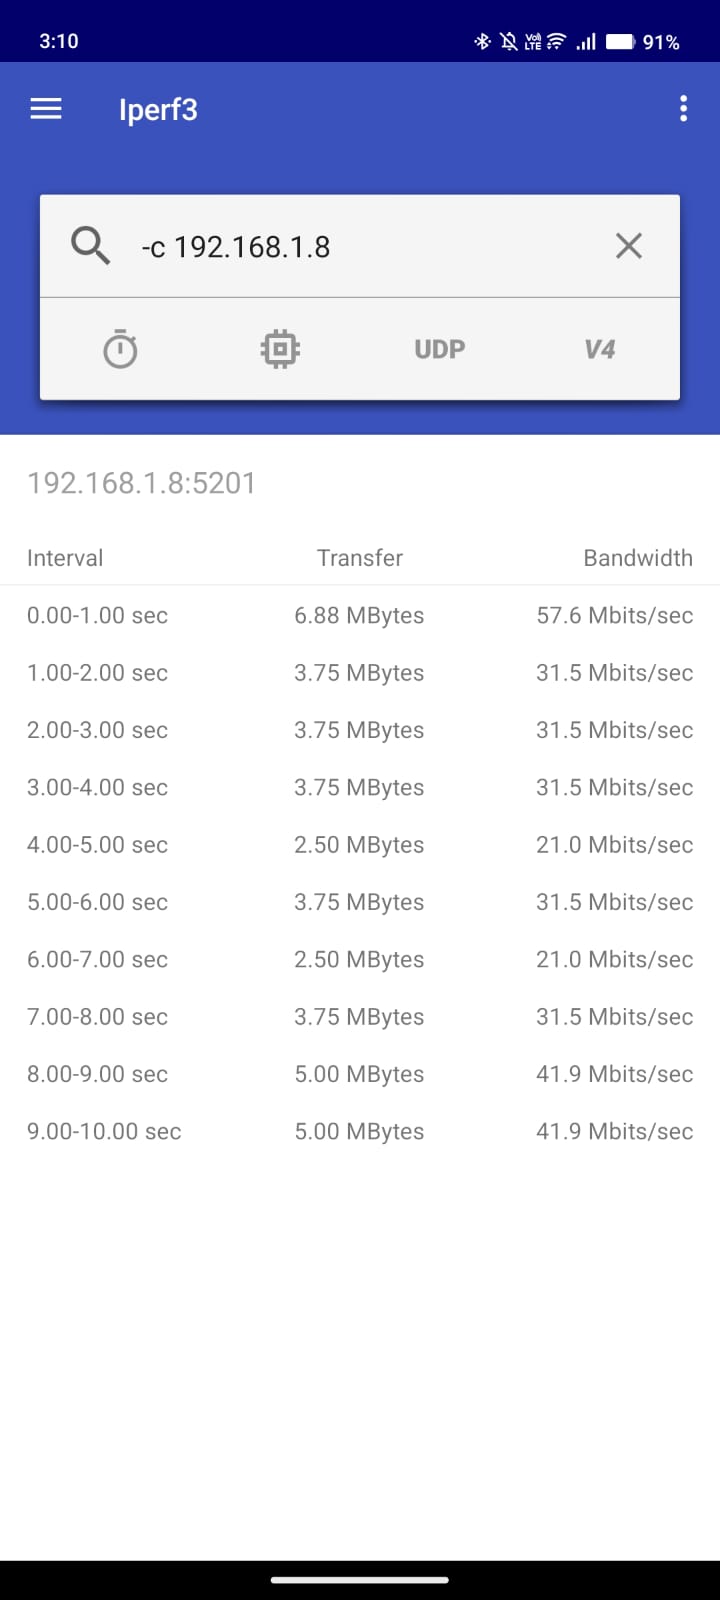 3:10
Vo) LTE 91%
Iperf3
-c 192.168.1.8
UDP V4
192.168.1.8:5201
Interval Transfer Bandwidth
0.00-1.00 sec 6.88 MBytes 57.6 Mbits/sec
1.00-2.00 sec 3.75 MBytes 31.5 Mbits/sec
2.00-3.00 sec 3.75 MBytes 31.5 Mbits/sec
3.00-4.00 sec 3.75 MBytes 31.5 Mbits/sec
4.00-5.00 sec 2.50 MBytes 21.0 Mbits/sec
5.00-6.00 sec 3.75 MBytes 31.5 Mbits/sec
6.00-7.00 sec 2.50 MBytes 21.0 Mbits/sec
7.00-8.00 sec 3.75 MBytes 31.5 Mbits/sec
8.00-9.00 sec 5.00 MBytes 41.9 Mbits/sec
9.00-10.00 sec 5.00 MBytes 41.9 Mbits/sec